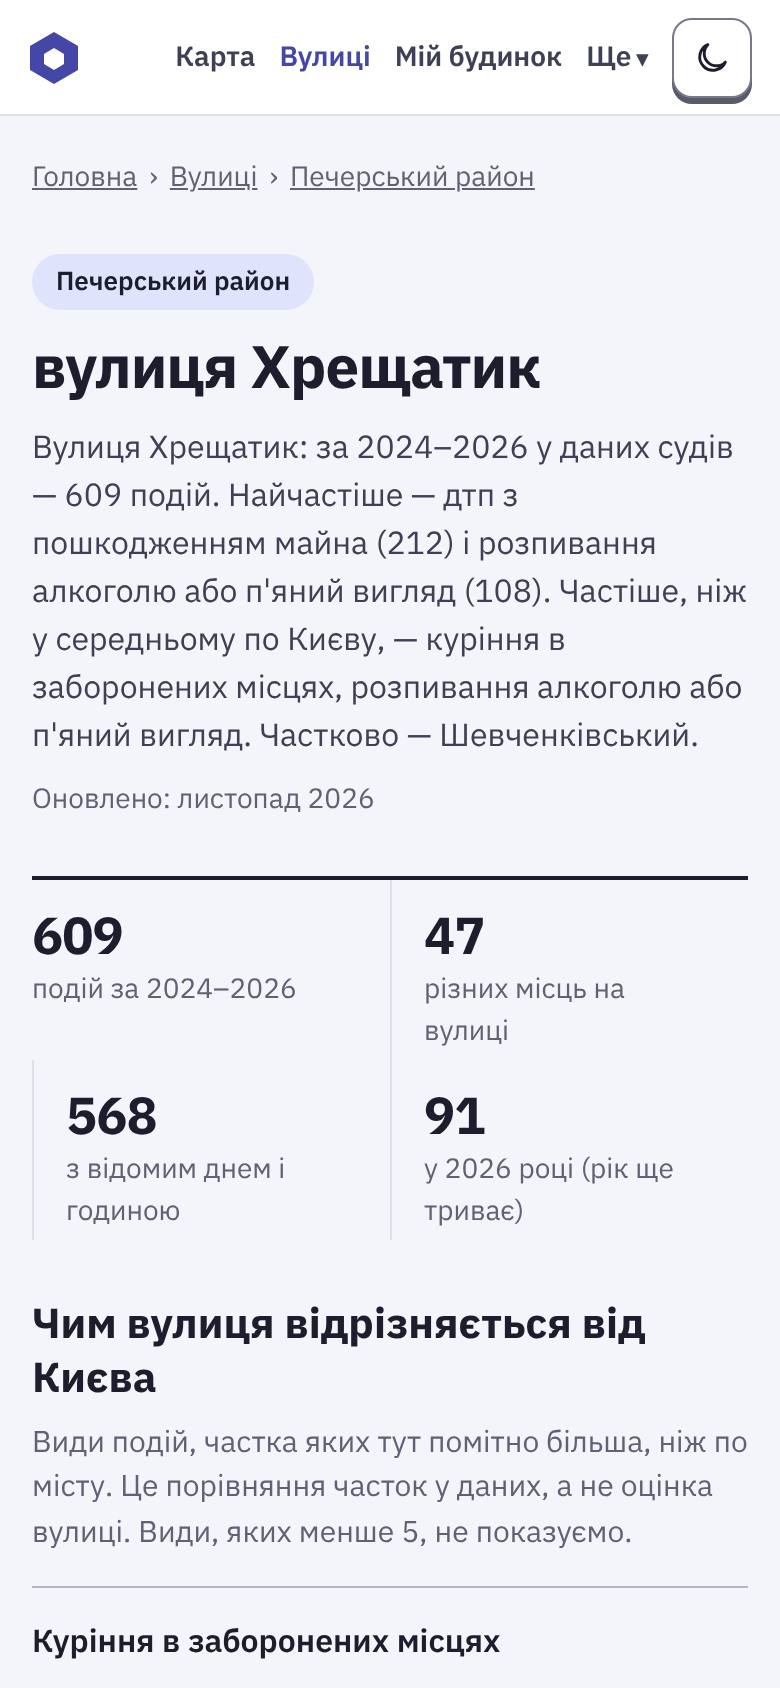 Карта Вулиці Мій будинок Ще ▾
Головна › Вулиці › Печерський район
Печерський район
вулиця Хрещатик
Вулиця Хрещатик: за 2024–2026 у даних судів
— 609 подій. Найчастіше — дтп з
пошкодженням майна (212) і розпивання
алкоголю або п'яний вигляд (108). Частіше, ніж
у середньому по Києву, — куріння в
заборонених місцях, розпивання алкоголю або
п'яний вигляд. Частково — Шевченківський.
Оновлено: листопад 2026
609
подій за 2024–2026
47
різних місць на
вулиці
568
з відомим днем і
годиною
91
у 2026 році (рік ще
триває)
Чим вулиця відрізняється від
Києва
Види подій, частка яких тут помітно більша, ніж по
місту. Це порівняння часток у даних, а не оцінка
вулиці. Види, яких менше 5, не показуємо.
Куріння в заборонених місцях